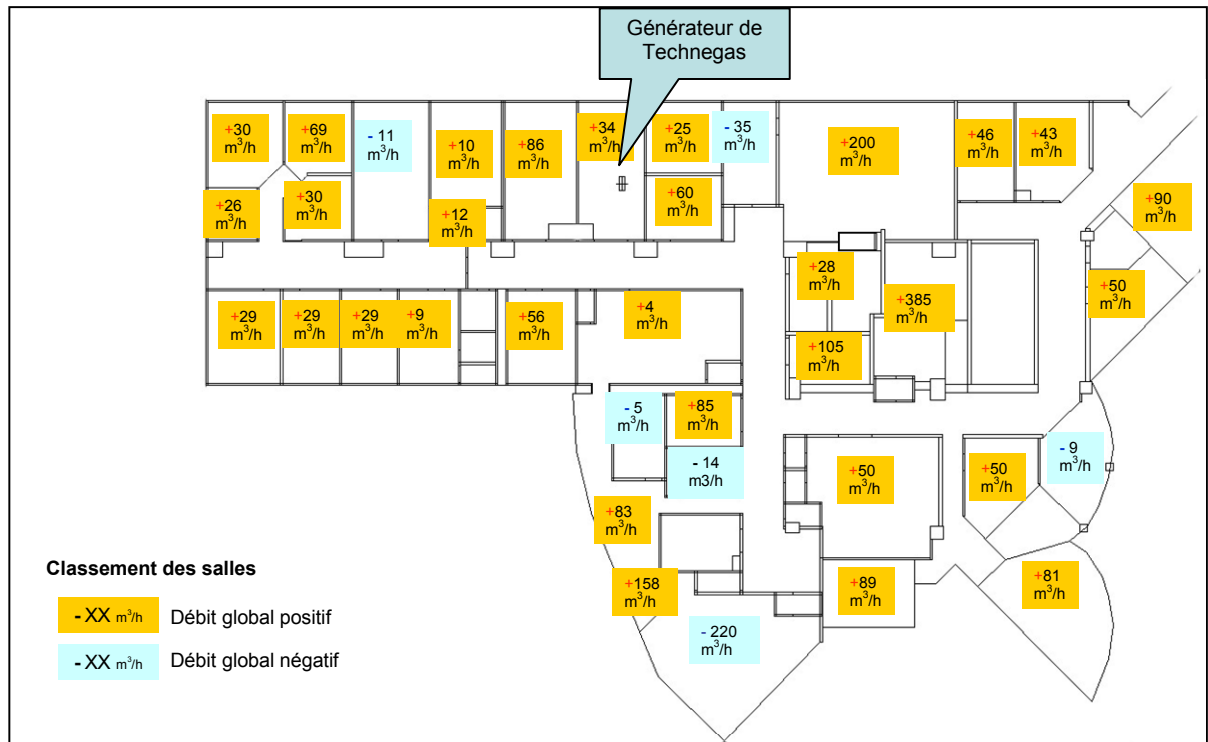 Générateur de
Technegas
+30
m³/h
+69
m³/h
- 11
m³/h
+10
m³/h
+86
m³/h
+34
m³/h
+25
m³/h
- 35
m³/h
+200
m³/h
+46
m³/h
+43
m³/h
+26
m³/h
+30
m³/h
+12
m³/h
+60
m³/h
+90
m³/h
+28
m³/h
+385
m³/h
+50
m³/h
+29
m³/h
+29
m³/h
+29
m³/h
+9
m³/h
+56
m³/h
+4
m³/h
+105
m³/h
- 5
m³/h
+85
m³/h
- 14
m3/h
+50
m³/h
+50
m³/h
- 9
m³/h
+83
m³/h
+158
m³/h
+89
m³/h
+81
m³/h
- 220
m³/h
Classement des salles
- XX m³/h Débit global positif
- XX m³/h Débit global négatif